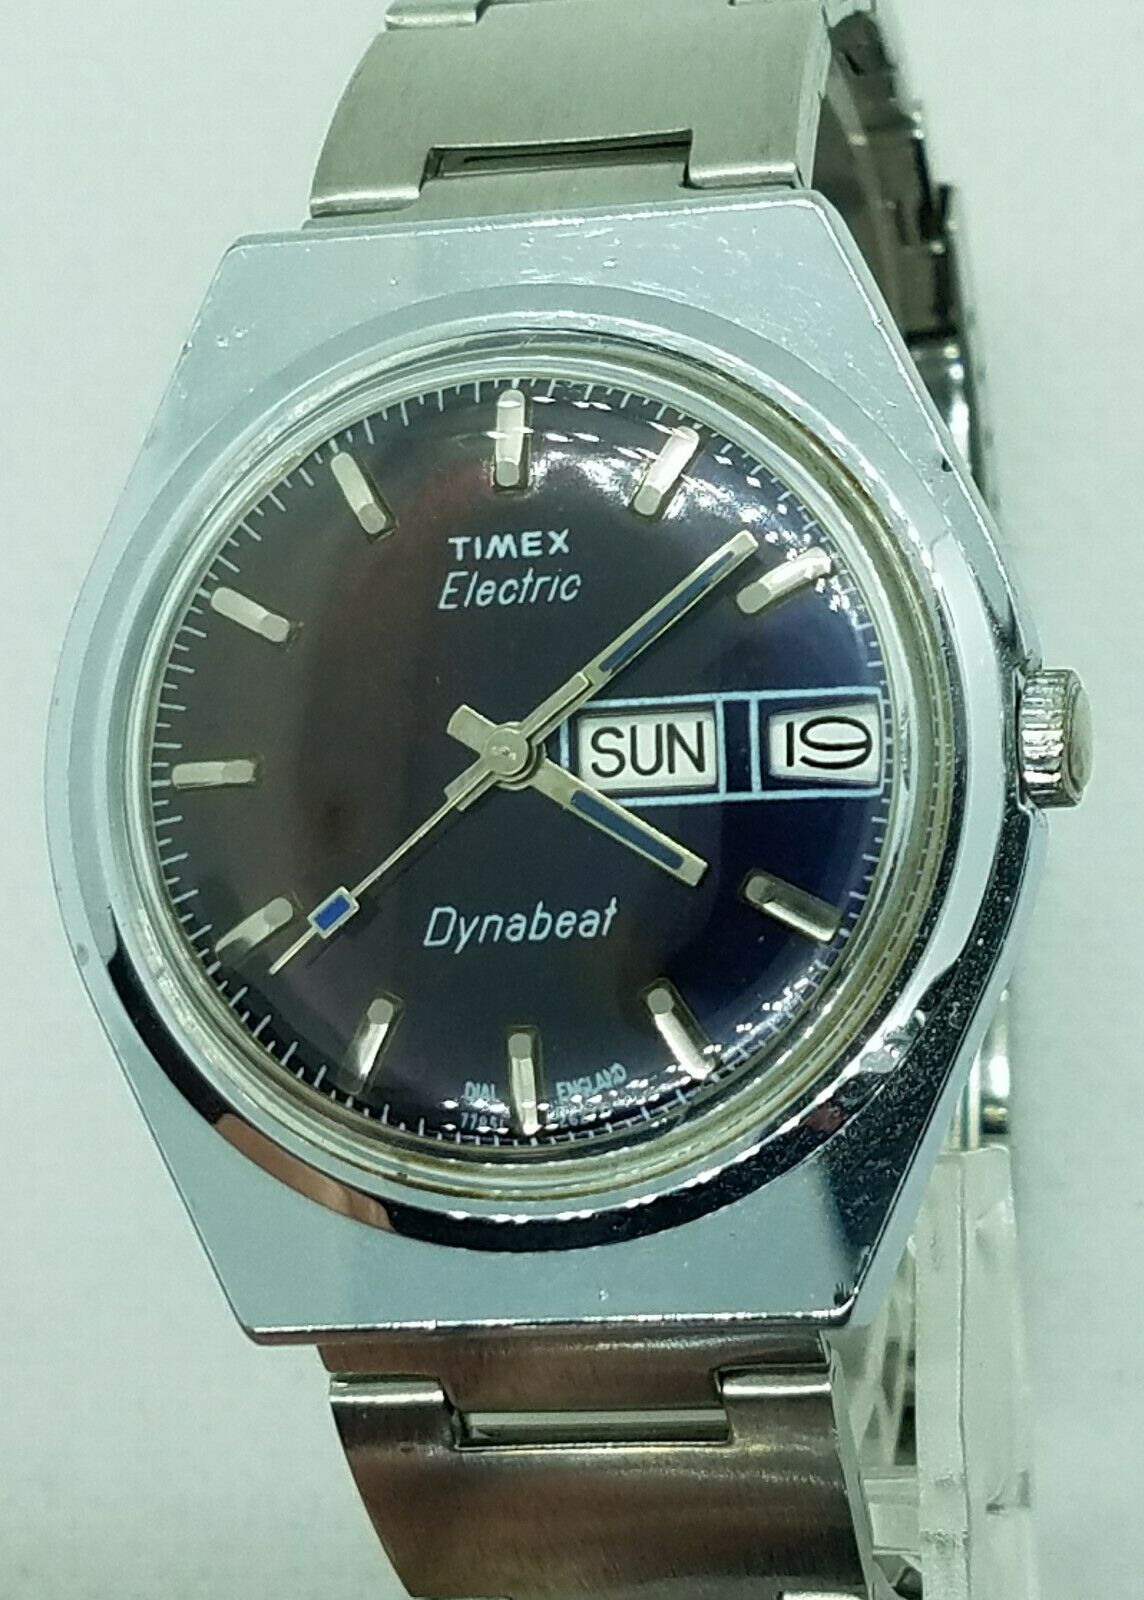 TIMEX
Electric
SUN 19
Dynabeat
DIAL ENGLAND